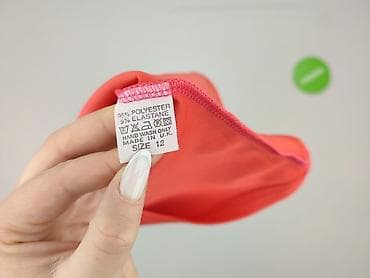 95% POLYESTER
5% ELASTANE
HAND WASH ONLY
MADE IN U.K.
SIZE 12